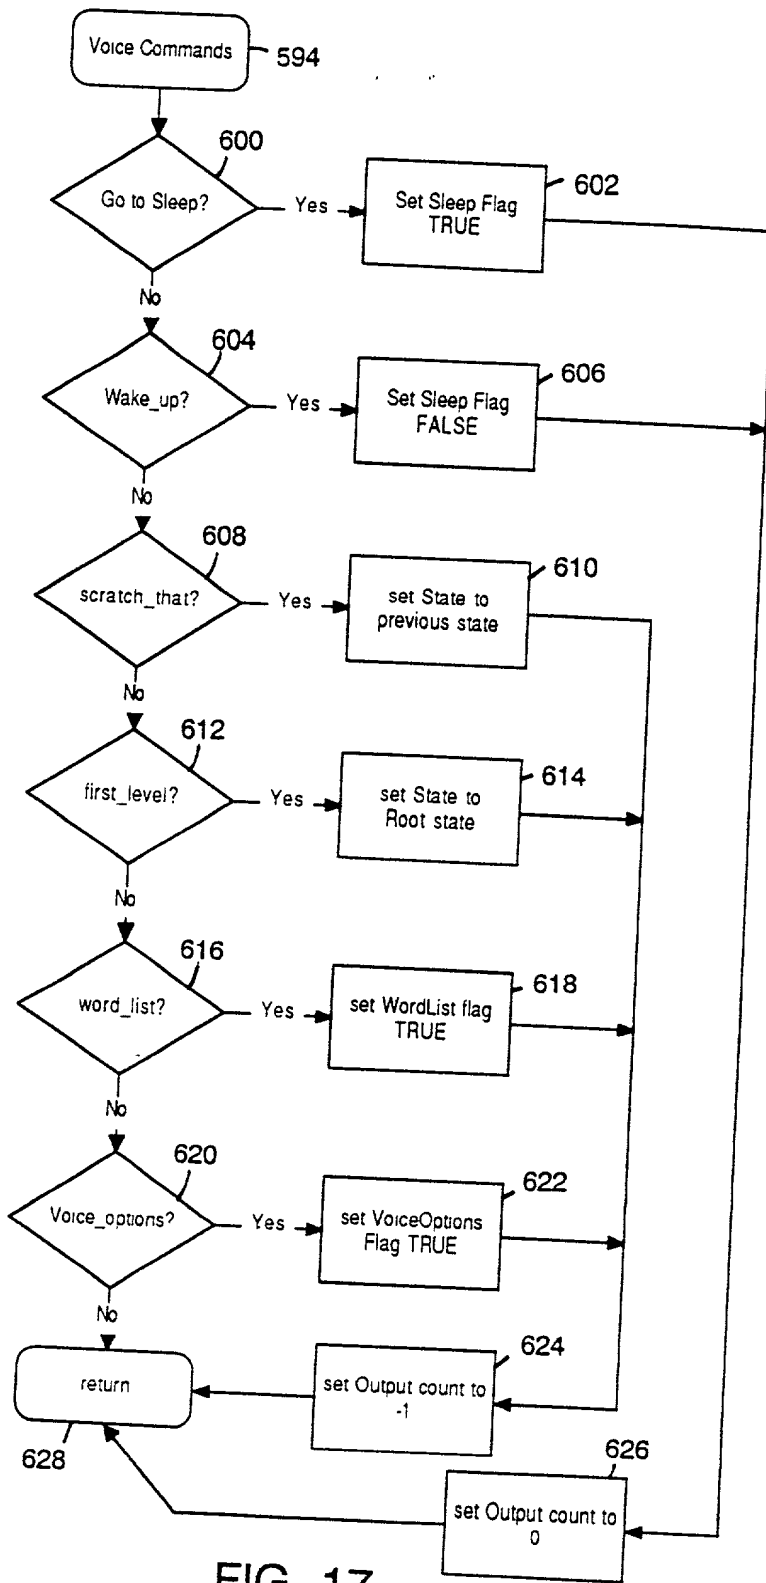 Voice Commands
594
600
Go to Sleep?
Yes
Set Sleep Flag
TRUE
602
No
604
Wake_up?
Yes
Set Sleep Flag
FALSE
606
No
608
scratch_that?
Yes
set State to
previous state
610
No
612
first_level?
Yes
set State to
Root state
614
No
616
word_list?
Yes
set WordList flag
TRUE
618
No
620
Voice_options?
Yes
set VoiceOptions
Flag TRUE
622
No
return
628
set Output count to
-1
624
set Output count to
0
626
FIG. 17